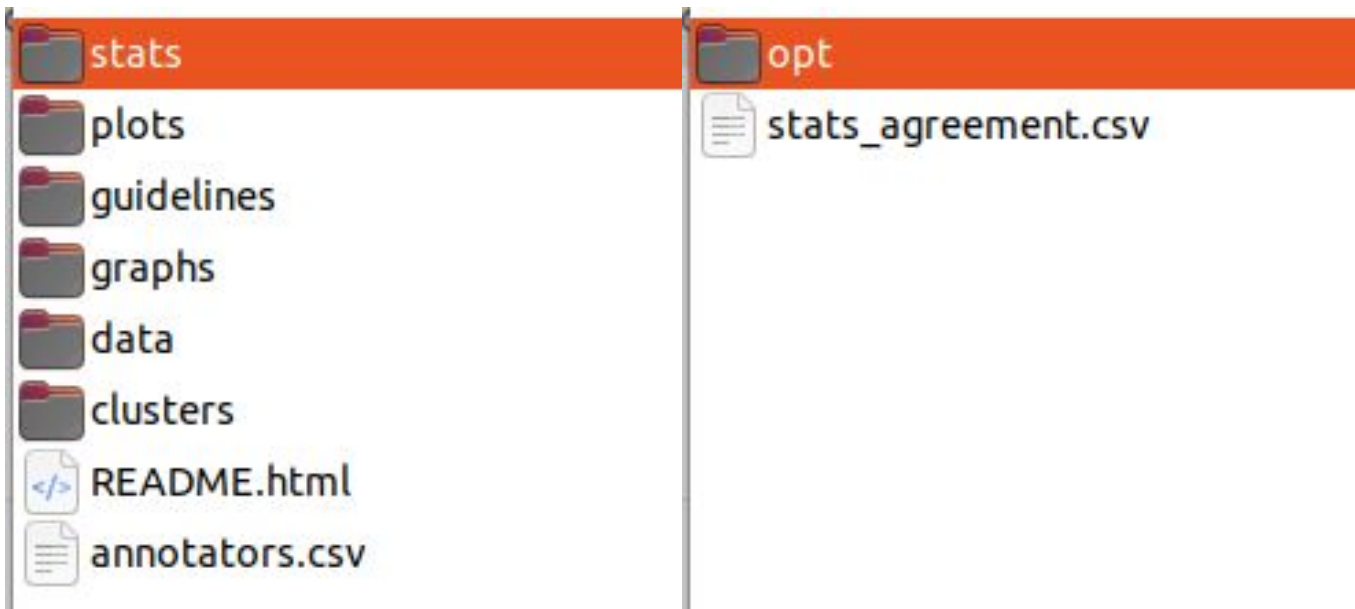 stats
plots
guidelines
graphs
data
clusters
README.html
annotators.csv
opt
stats_agreement.csv